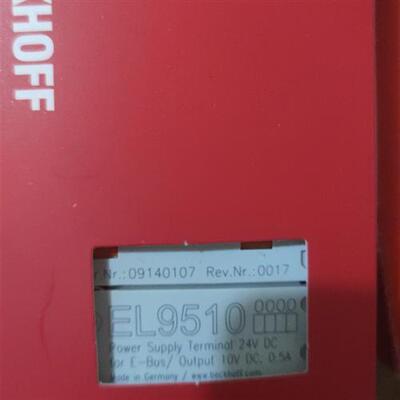 KHOFF
r Nr.:09140107 Rev.Nr.:0017
EL9510 0000
Power Supply Terminal 24V DC
for E-Bus/ Output 10V DC, 0.5A
Made in Germany / www.beckhoff.com